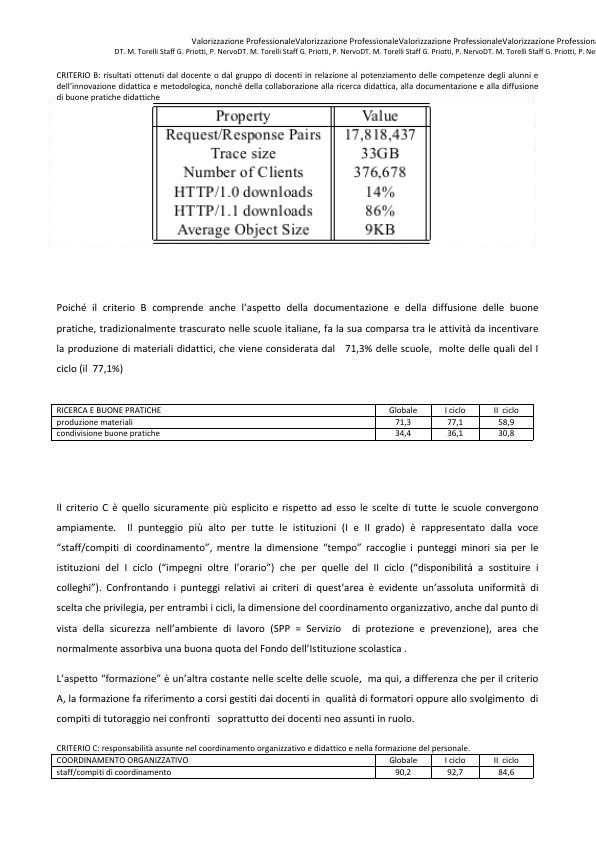 Valorizzazione ProfessionaleValorizzazione ProfessionaleValorizzazione ProfessionaleValorizzazione Professiona
DT. M. Torelli Staff G. Priotti, P. NervoDT. M. Torelli Staff G. Priotti, P. NervoDT. M. Torelli Staff G. Priotti, P. NervoDT. M. Torelli Staff G. Priotti, P. Ne
CRITERIO B: risultati ottenuti dal docente o dal gruppo di docenti in relazione al potenziamento delle competenze degli alunni e
dell'innovazione didattica e metodologica, nonché della collaborazione alla ricerca didattica, alla documentazione e alla diffusione
di buone pratiche didattiche
Property Value
Request/Response Pairs 17,818,437
Trace size 33GB
Number of Clients 376,678
HTTP/1.0 downloads 14%
HTTP/1.1 downloads 86%
Average Object Size 9KB
Poiché il criterio B comprende anche l'aspetto della documentazione e della diffusione delle buone
pratiche, tradizionalmente trascurato nelle scuole italiane, fa la sua comparsa tra le attività da incentivare
la produzione di materiali didattici, che viene considerata dal 71,3% delle scuole, molte delle quali del I
ciclo (il 77,1%)
RICERCA E BUONE PRATICHE Globale I ciclo II ciclo
produzione materiali 71,3 77,1 58,9
condivisione buone pratiche 34,4 36,1 30,8
Il criterio C è quello sicuramente più esplicito e rispetto ad esso le scelte di tutte le scuole convergono
ampiamente. Il punteggio più alto per tutte le istituzioni (I e II grado) è rappresentato dalla voce
“staff/compiti di coordinamento”, mentre la dimensione “tempo” raccoglie i punteggi minori sia per le
istituzioni del I ciclo (“impegni oltre l'orario”) che per quelle del II ciclo (“disponibilità a sostituire i
colleghi”). Confrontando i punteggi relativi ai criteri di quest'area è evidente un'assoluta uniformità di
scelta che privilegia, per entrambi i cicli, la dimensione del coordinamento organizzativo, anche dal punto di
vista della sicurezza nell'ambiente di lavoro (SPP = Servizio di protezione e prevenzione), area che
normalmente assorbiva una buona quota del Fondo dell'Istituzione scolastica .
L'aspetto “formazione” è un'altra costante nelle scelte delle scuole, ma qui, a differenza che per il criterio
A, la formazione fa riferimento a corsi gestiti dai docenti in qualità di formatori oppure allo svolgimento di
compiti di tutoraggio nei confronti soprattutto dei docenti neo assunti in ruolo.
CRITERIO C: responsabilità assunte nel coordinamento organizzativo e didattico e nella formazione del personale.
COORDINAMENTO ORGANIZZATIVO Globale I ciclo II ciclo
staff/compiti di coordinamento 90,2 92,7 84,6